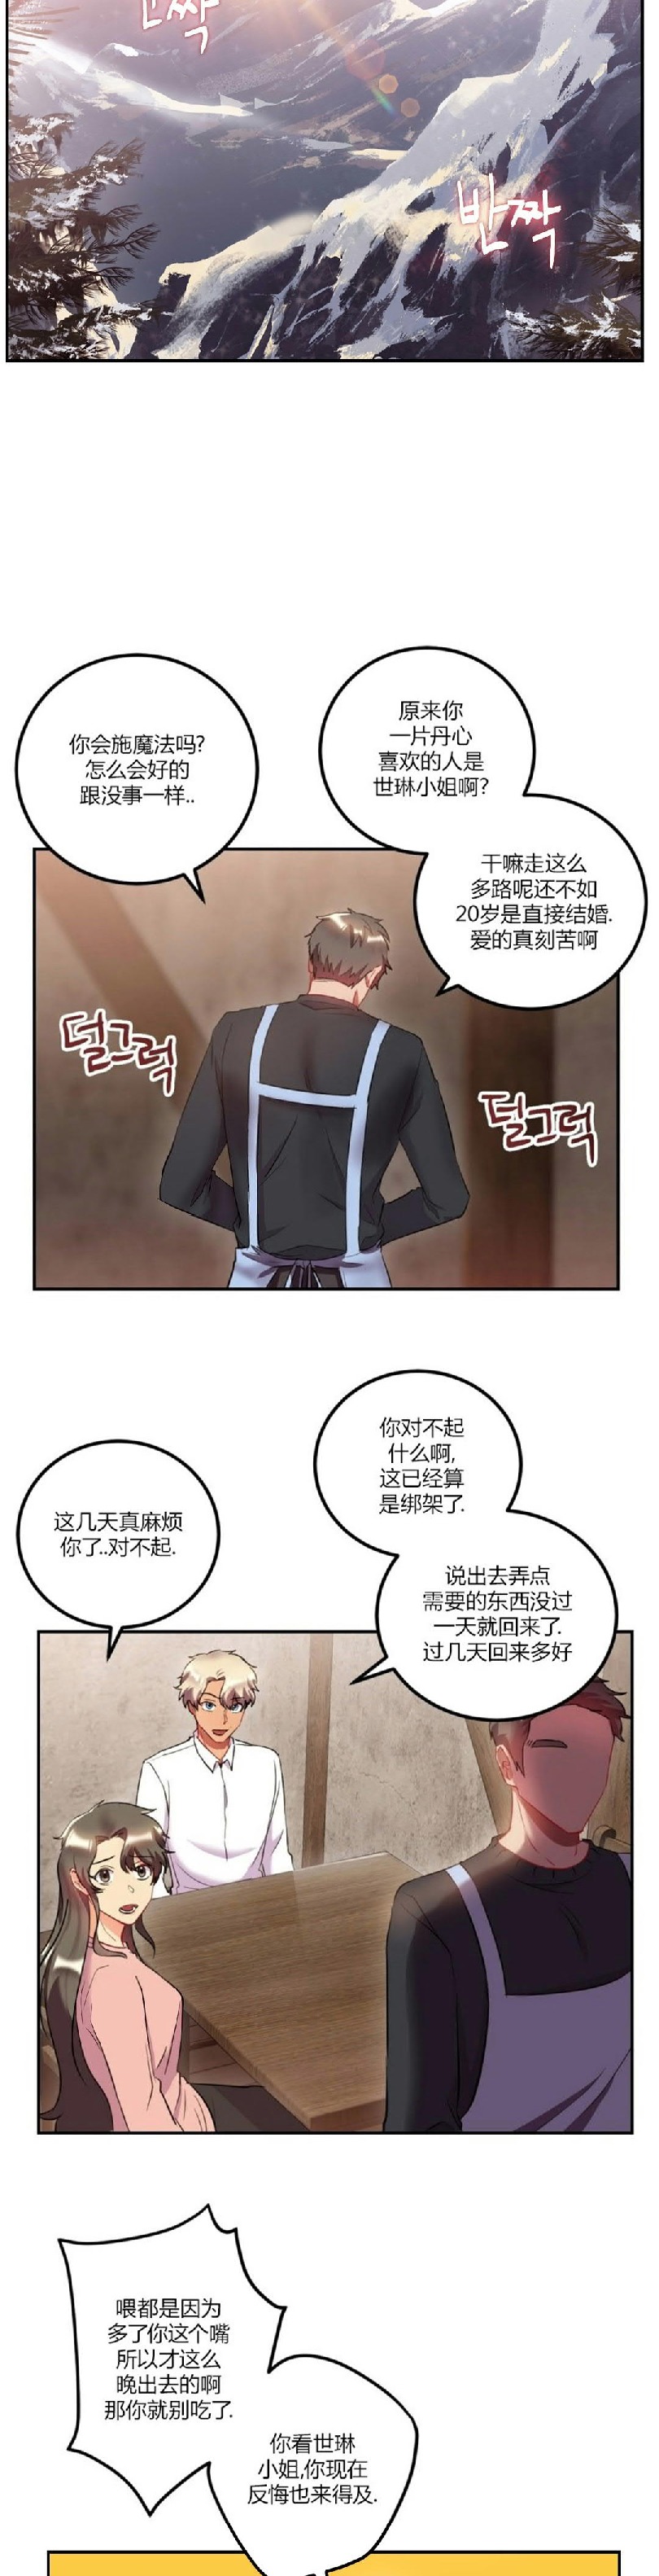 반짝
你会施魔法吗?
怎么会好的
跟没事一样..
原来你
一片丹心
喜欢的人是
世琳小姐啊?
干嘛走这么
多路呢还不如
20岁是直接结婚.
爱的真刻苦啊
덜그럭
덜그럭
这几天真麻烦
你了..对不起.
你对不起
什么啊,
这已经算
是绑架了.
说出去弄点
需要的东西没过
一天就回来了.
过几天回来多好
喂都是因为
多了你这个嘴
所以才这么
晚出去的啊
那你就别吃了.
你看世琳
小姐,你现在
反悔也来得及.